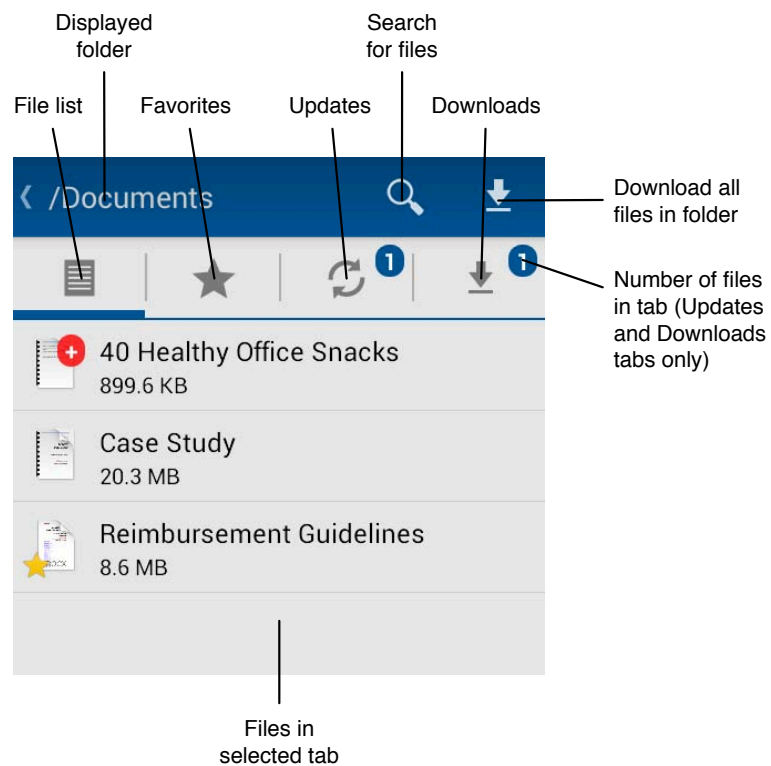 Displayed
folder
Search
for files
File list
Favorites
Updates
Downloads
/Documents
Download all
files in folder
1
1
Number of files
in tab (Updates
and Downloads
tabs only)
40 Healthy Office Snacks
899.6 KB
Case Study
20.3 MB
Reimbursement Guidelines
8.6 MB
Files in
selected tab